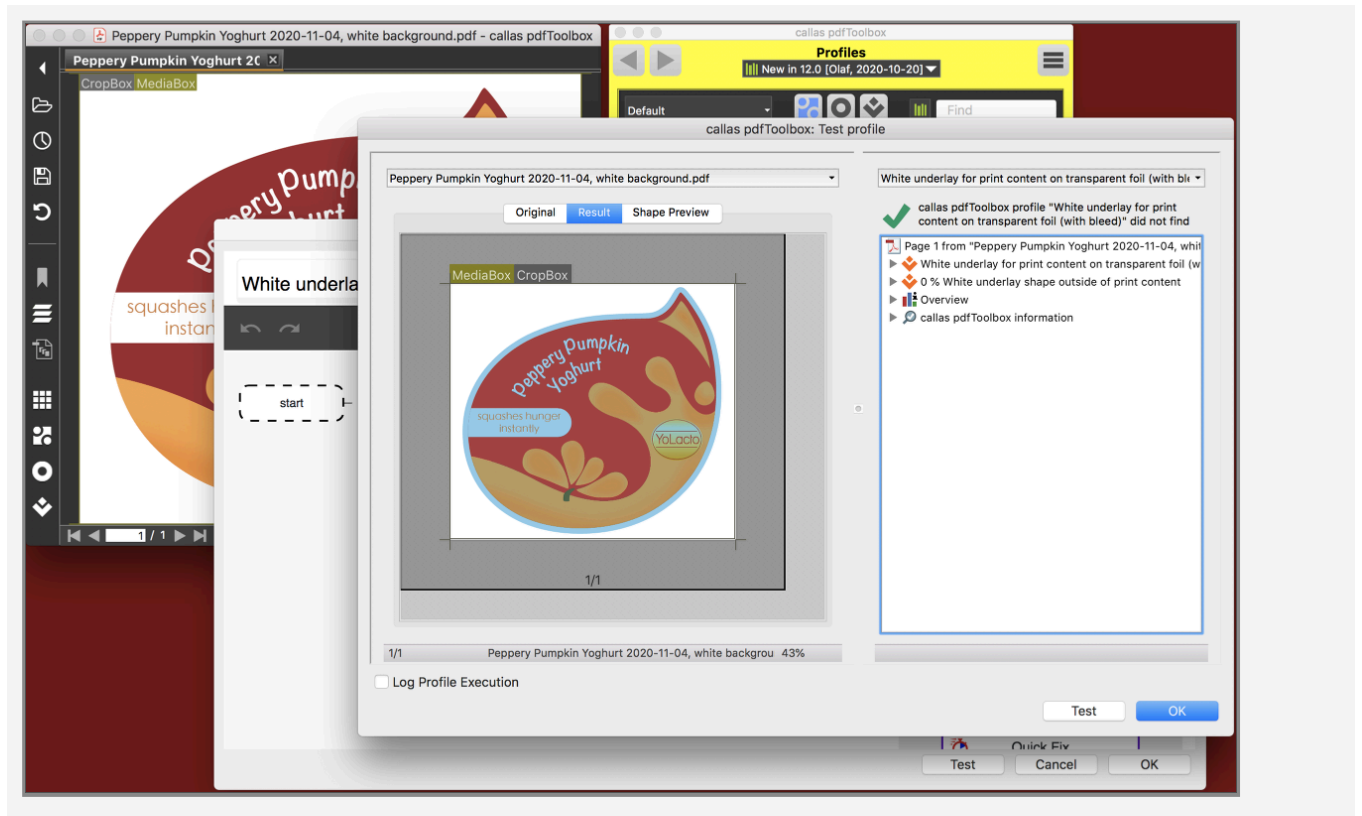 Peppery Pumpkin Yoghurt 2020-11-04, white background.pdf - callas pdfToolbox
Peppery Pumpkin Yoghurt 2
CropBox MediaBox
squashes
instan
1 / 1
callas pdfToolbox
Profiles
New in 12.0 [Olaf, 2020-10-20]
Default
Find
White underla
start
callas pdfToolbox: Test profile
Peppery Pumpkin Yoghurt 2020-11-04, white background.pdf
Original Result Shape Preview
MediaBox CropBox
Peppery Pumpkin
Yoghurt
squashes hunger
instantly
YoLacto
1/1
1/1 Peppery Pumpkin Yoghurt 2020-11-04, white backgrou 43%
Log Profile Execution
White underlay for print content on transparent foil (with
callas pdfToolbox profile "White underlay for print
content on transparent foil (with bleed)" did not find
Page 1 from "Peppery Pumpkin Yoghurt 2020-11-04, whit
White underlay for print content on transparent foil (w
0 % White underlay shape outside of print content
Overview
callas pdfToolbox information
Test OK
Quick Fix
Test Cancel OK